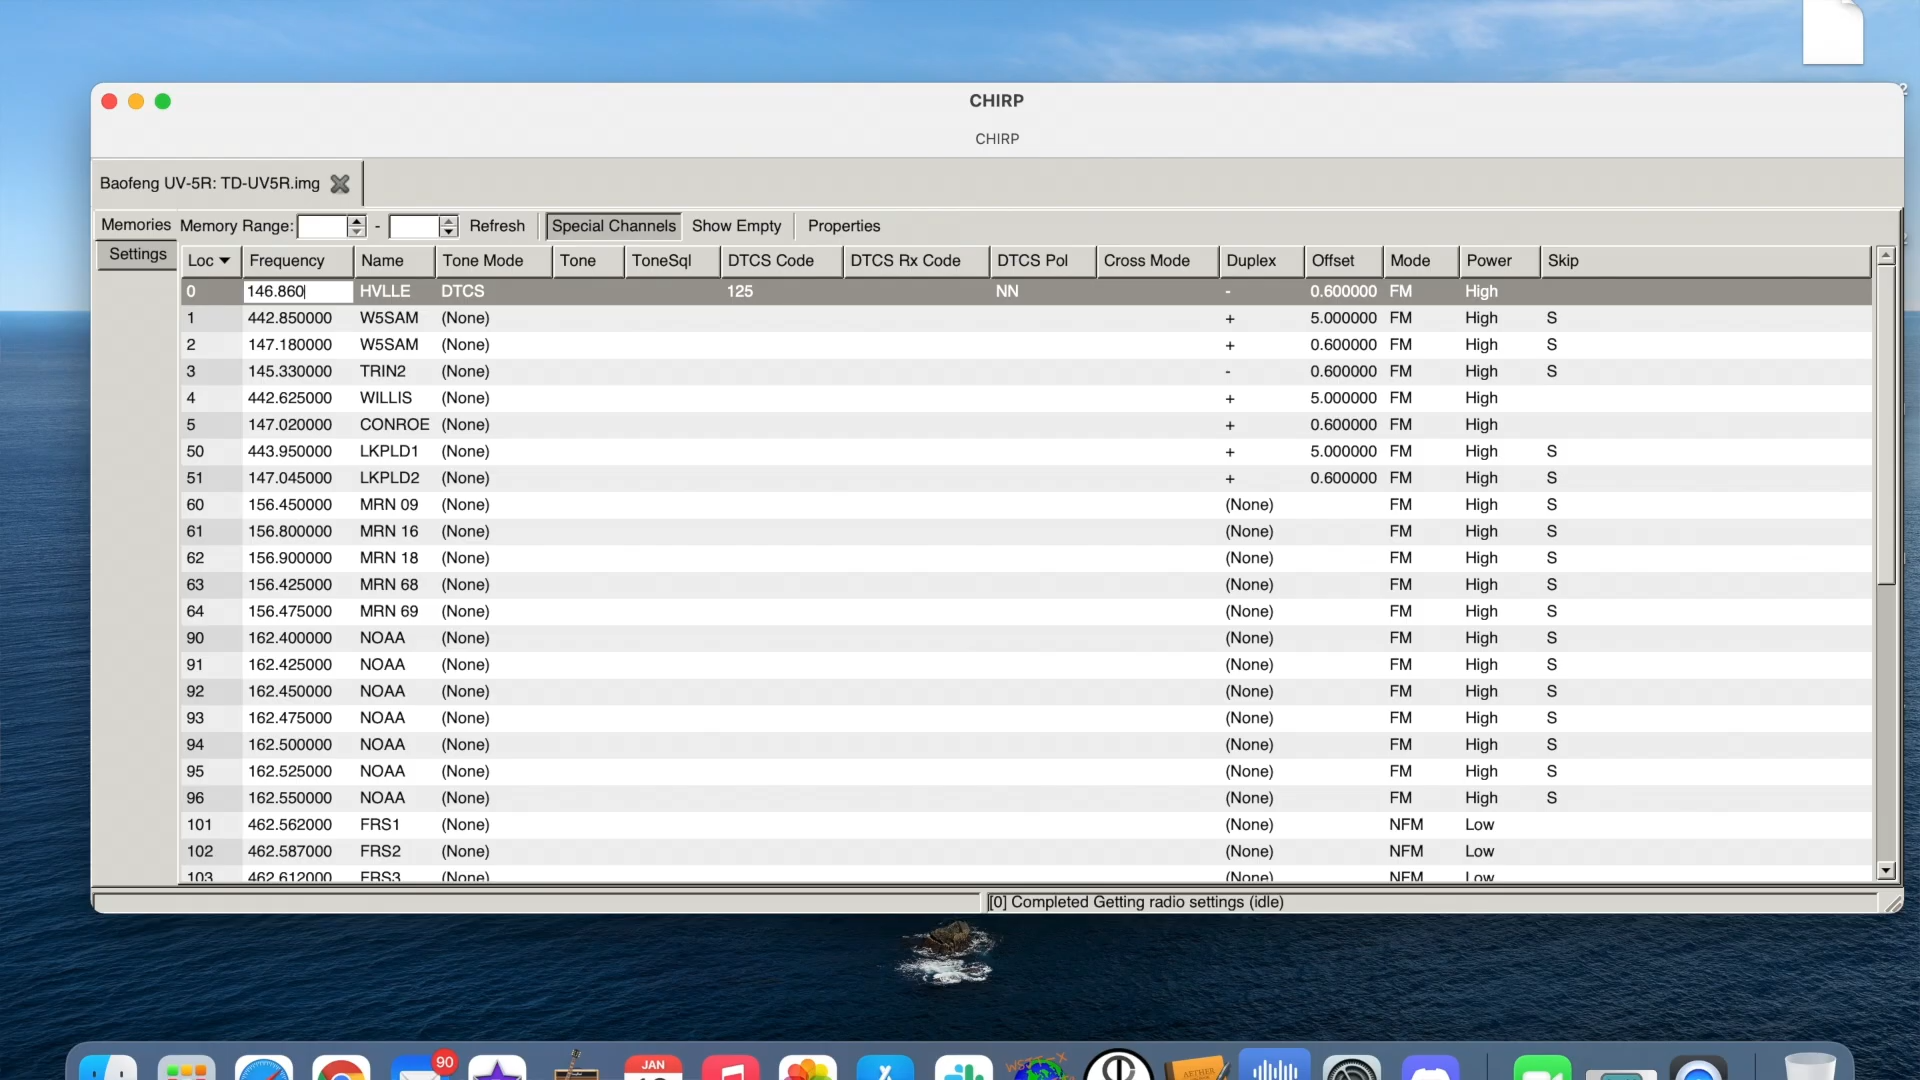 CHIRP
CHIRP
Baofeng UV-5R: TD-UV5R.img
Memories Memory Range: - Refresh Special Channels Show Empty Properties
Settings
Loc Frequency Name Tone Mode Tone ToneSql DTCS Code DTCS Rx Code DTCS Pol Cross Mode Duplex Offset Mode Power Skip
0 146.860 HVLLE DTCS 125 NN - 0.600000 FM High
1 442.850000 W5SAM (None) + 5.000000 FM High S
2 147.180000 W5SAM (None) + 0.600000 FM High S
3 145.330000 TRIN2 (None) - 0.600000 FM High S
4 442.625000 WILLIS (None) + 5.000000 FM High
5 147.020000 CONROE (None) + 0.600000 FM High
50 443.950000 LKPLD1 (None) + 5.000000 FM High S
51 147.045000 LKPLD2 (None) + 0.600000 FM High S
60 156.450000 MRN 09 (None) (None) FM High S
61 156.800000 MRN 16 (None) (None) FM High S
62 156.900000 MRN 18 (None) (None) FM High S
63 156.425000 MRN 68 (None) (None) FM High S
64 156.475000 MRN 69 (None) (None) FM High S
90 162.400000 NOAA (None) (None) FM High S
91 162.425000 NOAA (None) (None) FM High S
92 162.450000 NOAA (None) (None) FM High S
93 162.475000 NOAA (None) (None) FM High S
94 162.500000 NOAA (None) (None) FM High S
95 162.525000 NOAA (None) (None) FM High S
96 162.550000 NOAA (None) (None) FM High S
101 462.562000 FRS1 (None) (None) NFM Low
102 462.587000 FRS2 (None) (None) NFM Low
103 462.612000 FRS3 (None) (None) NFM Low
[0] Completed Getting radio settings (idle)
90
JAN
AETHER